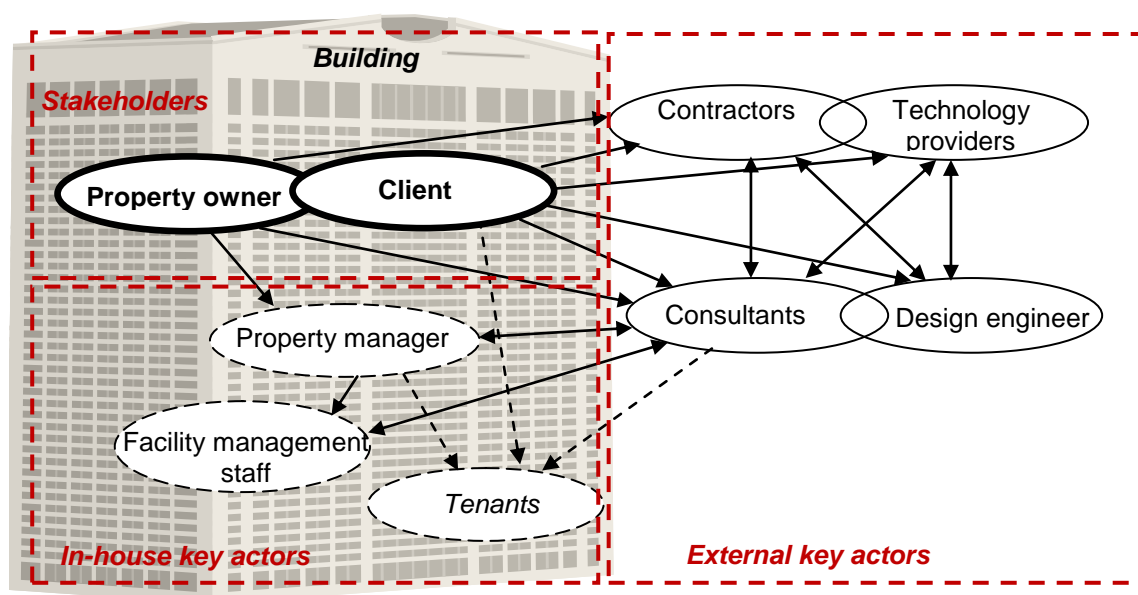 Building
Stakeholders
Contractors
Technology
providers
Property owner
Client
Consultants
Design engineer
Property manager
Facility management
staff
Tenants
In-house key actors
External key actors